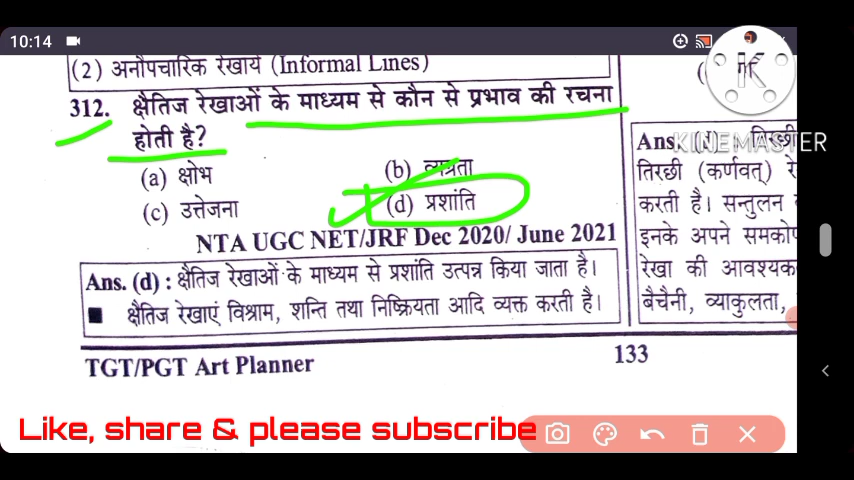 10:14
(2) अनौपचारिक रेखायें (Informal Lines)
312. क्षैतिज रेखाओं के माध्यम से कौन से प्रभाव की रचना
होती है?
(a) क्षोभ
(b) व्यग्रता
(c) उत्तेजना
(d) प्रशांति
NTA UGC NET/JRF Dec 2020/ June 2021
Ans. (d) : क्षैतिज रेखाओं के माध्यम से प्रशांति उत्पन्न किया जाता है।
■ क्षैतिज रेखाएं विश्राम, शन्ति तथा निष्क्रियता आदि व्यक्त करती है।
TGT/PGT Art Planner
133
K
KINEMASTER
Ans. (d) : तिरछी
तिरछी (कर्णवत्) रे
करती है। सन्तुलन
इनके अपने समकोण
रेखा की आवश्यक
बैचैनी, व्याकुलता,
Like, share & please subscribe